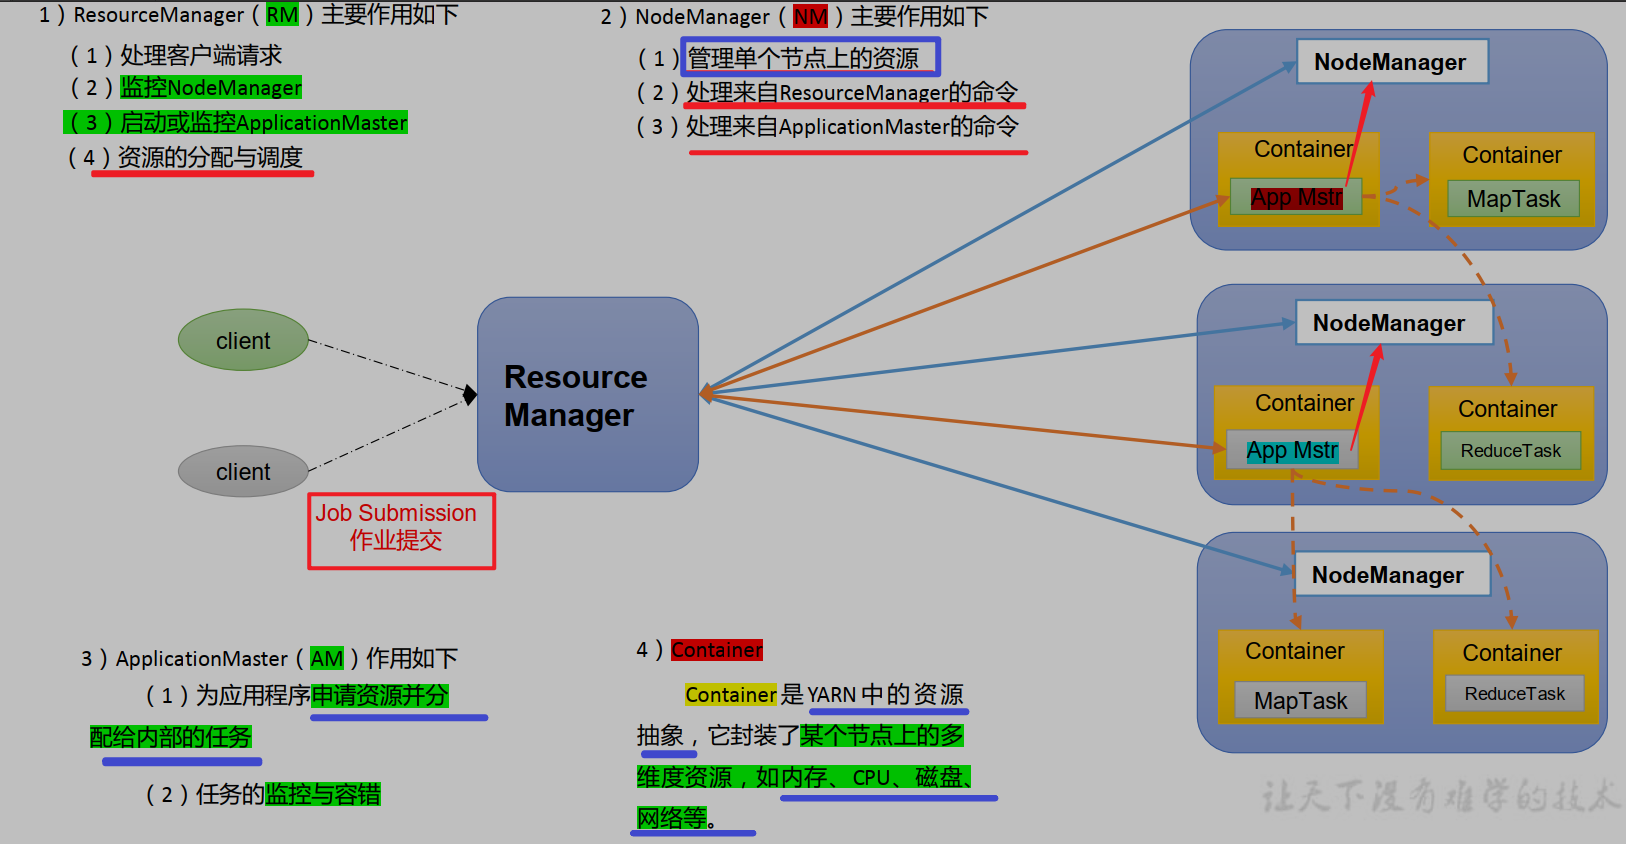 1）ResourceManager（RM）主要作用如下
（1）处理客户端请求
（2）监控NodeManager
（3）启动或监控ApplicationMaster
（4）资源的分配与调度
2）NodeManager（NM）主要作用如下
（1）管理单个节点上的资源
（2）处理来自ResourceManager的命令
（3）处理来自ApplicationMaster的命令
NodeManager
Container
App Mstr
Container
MapTask
client
client
Resource
Manager
Job Submission
作业提交
NodeManager
Container
App Mstr
Container
ReduceTask
NodeManager
Container
MapTask
Container
ReduceTask
3）ApplicationMaster（AM）作用如下
（1）为应用程序申请资源并分
配给内部的任务
（2）任务的监控与容错
4）Container
Container是YARN中的资源
抽象，它封装了某个节点上的多
维度资源，如内存、CPU、磁盘、
网络等。
让天下没有难学的技术